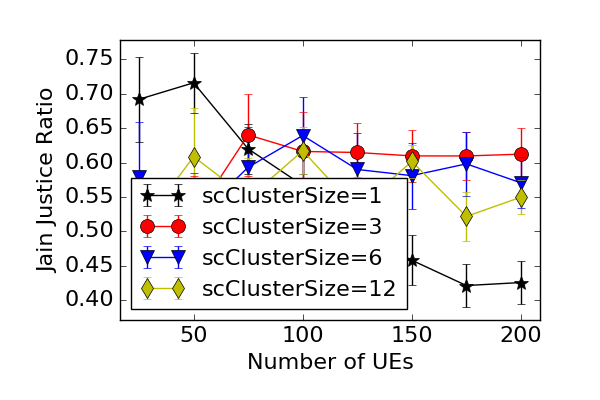 0.75
0.70
0.65
0.60
0.55
0.50
0.45
0.40
Jain Justice Ratio
scClusterSize=1
scClusterSize=3
scClusterSize=6
scClusterSize=12
50
100
150
200
Number of UEs